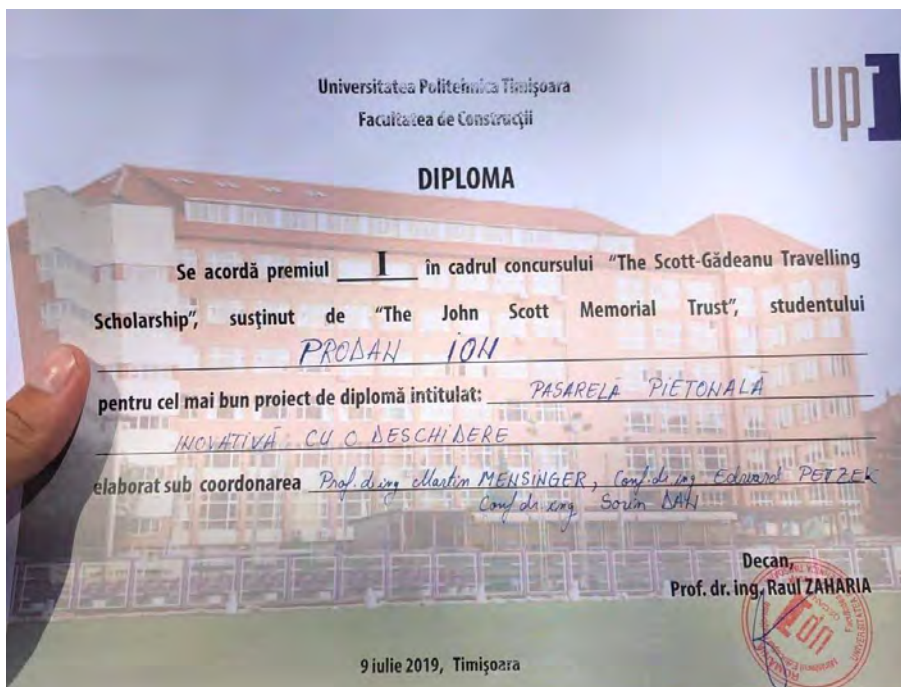 upt
Universitatea Politehnica Timişoara
Facultatea de Construcţii
DIPLOMA
Se acordă premiul I în cadrul concursului "The Scott-Gădeanu Travelling
Scholarship", susţinut de "The John Scott Memorial Trust", studentului
PRODAN ION
pentru cel mai bun proiect de diplomă intitulat: PASARELĂ PIETONALĂ
INOVATIVĂ CU O DESCHIDERE
elaborat sub coordonarea Prof. dr. ing Martin MENSINGER, Conf. dr. ing Edward PETZEK
Conf dr. ing Sorin DAN
Decan,
Prof. dr. ing. Raul ZAHARIA
9 iulie 2019, Timişoara